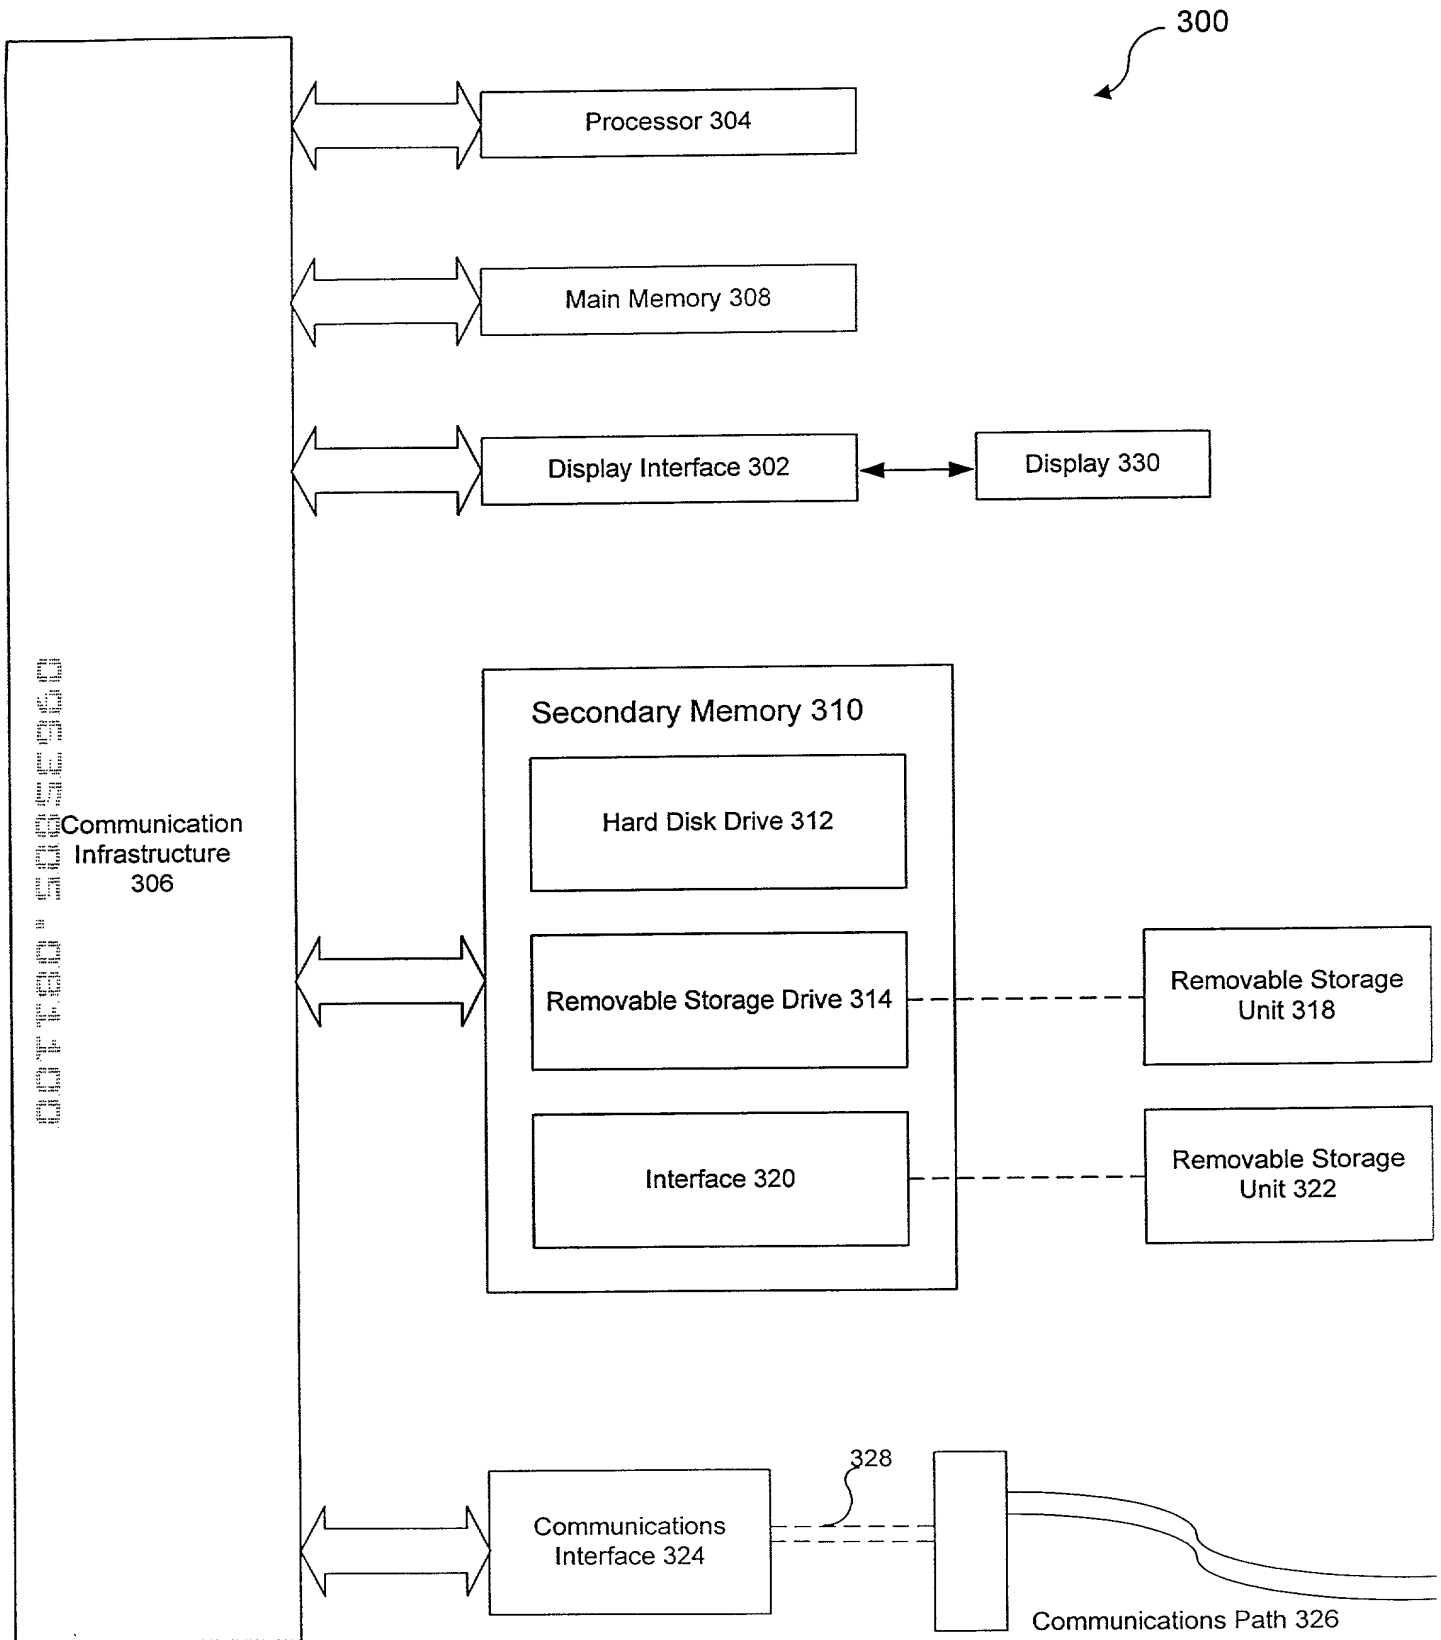 300
Processor 304
Main Memory 308
Display Interface 302
Display 330
Secondary Memory 310
Hard Disk Drive 312
Communication
Infrastructure
306
Removable Storage Drive 314
Removable Storage
Unit 318
Interface 320
Removable Storage
Unit 322
328
Communications
Interface 324
Communications Path 326